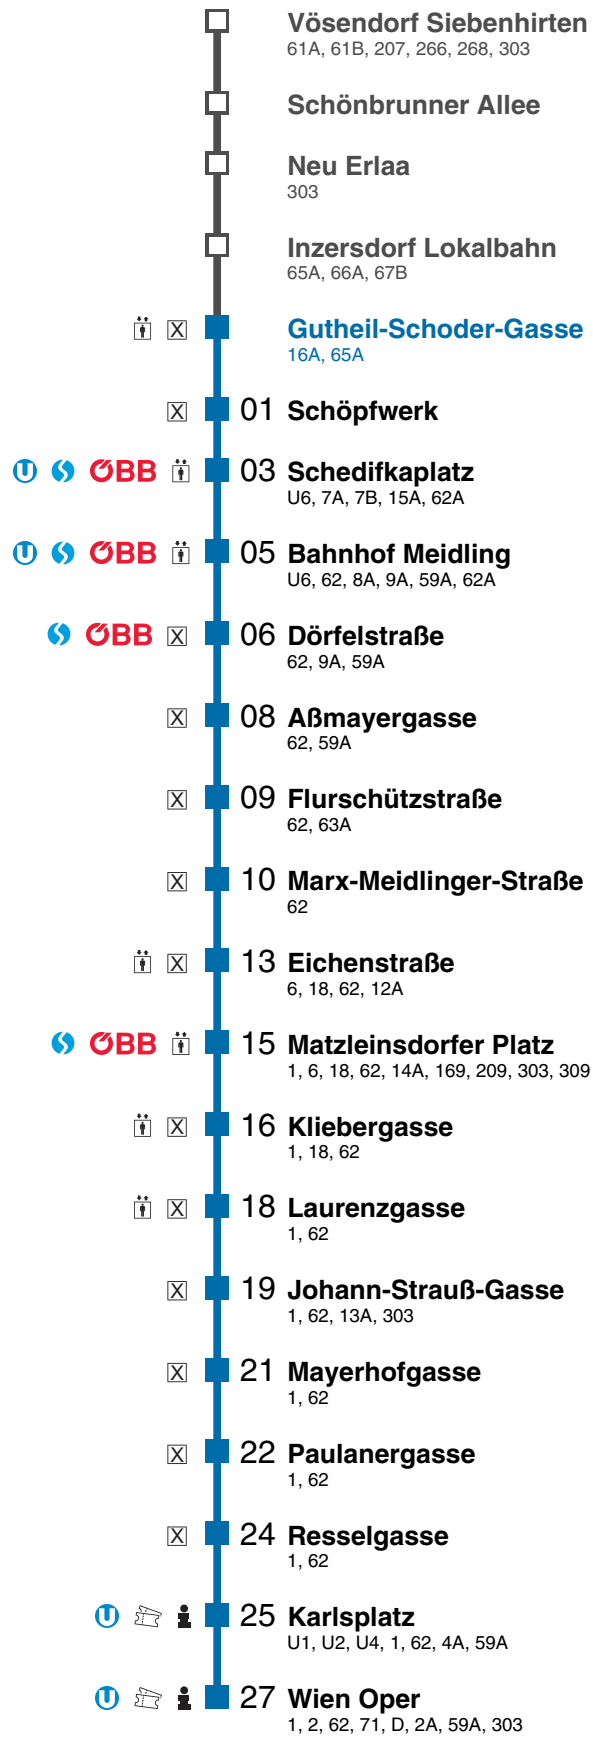 Vösendorf Siebenhirten
61A, 61B, 207, 266, 268, 303
Schönbrunner Allee
Neu Erlaa
303
Inzersdorf Lokalbahn
65A, 66A, 67B
X Gutheil-Schoder-Gasse
16A, 65A
X 01 Schöpfwerk
U S ÖBB 03 Schedifkaplatz
U6, 7A, 7B, 15A, 62A
U S ÖBB 05 Bahnhof Meidling
U6, 62, 8A, 9A, 59A, 62A
S ÖBB X 06 Dörfelstraße
62, 9A, 59A
X 08 Aßmayergasse
62, 59A
X 09 Flurschützstraße
62, 63A
X 10 Marx-Meidlinger-Straße
62
X 13 Eichenstraße
6, 18, 62, 12A
S ÖBB 15 Matzleinsdorfer Platz
1, 6, 18, 62, 14A, 169, 209, 303, 309
X 16 Kliebergasse
1, 18, 62
X 18 Laurenzgasse
1, 62
X 19 Johann-Strauß-Gasse
1, 62, 13A, 303
X 21 Mayerhofgasse
1, 62
X 22 Paulanergasse
1, 62
X 24 Resselgasse
1, 62
U i 25 Karlsplatz
U1, U2, U4, 1, 62, 4A, 59A
U i 27 Wien Oper
1, 2, 62, 71, D, 2A, 59A, 303